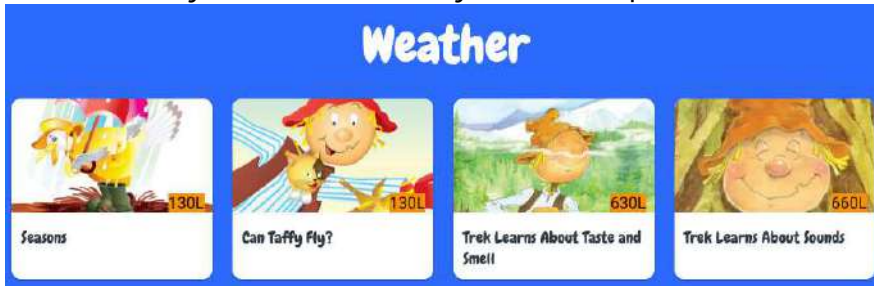 Weather
130L
130L
630L
660L
Seasons
Can Taffy Fly?
Trek Learns About Taste and
Smell
Trek Learns About Sounds